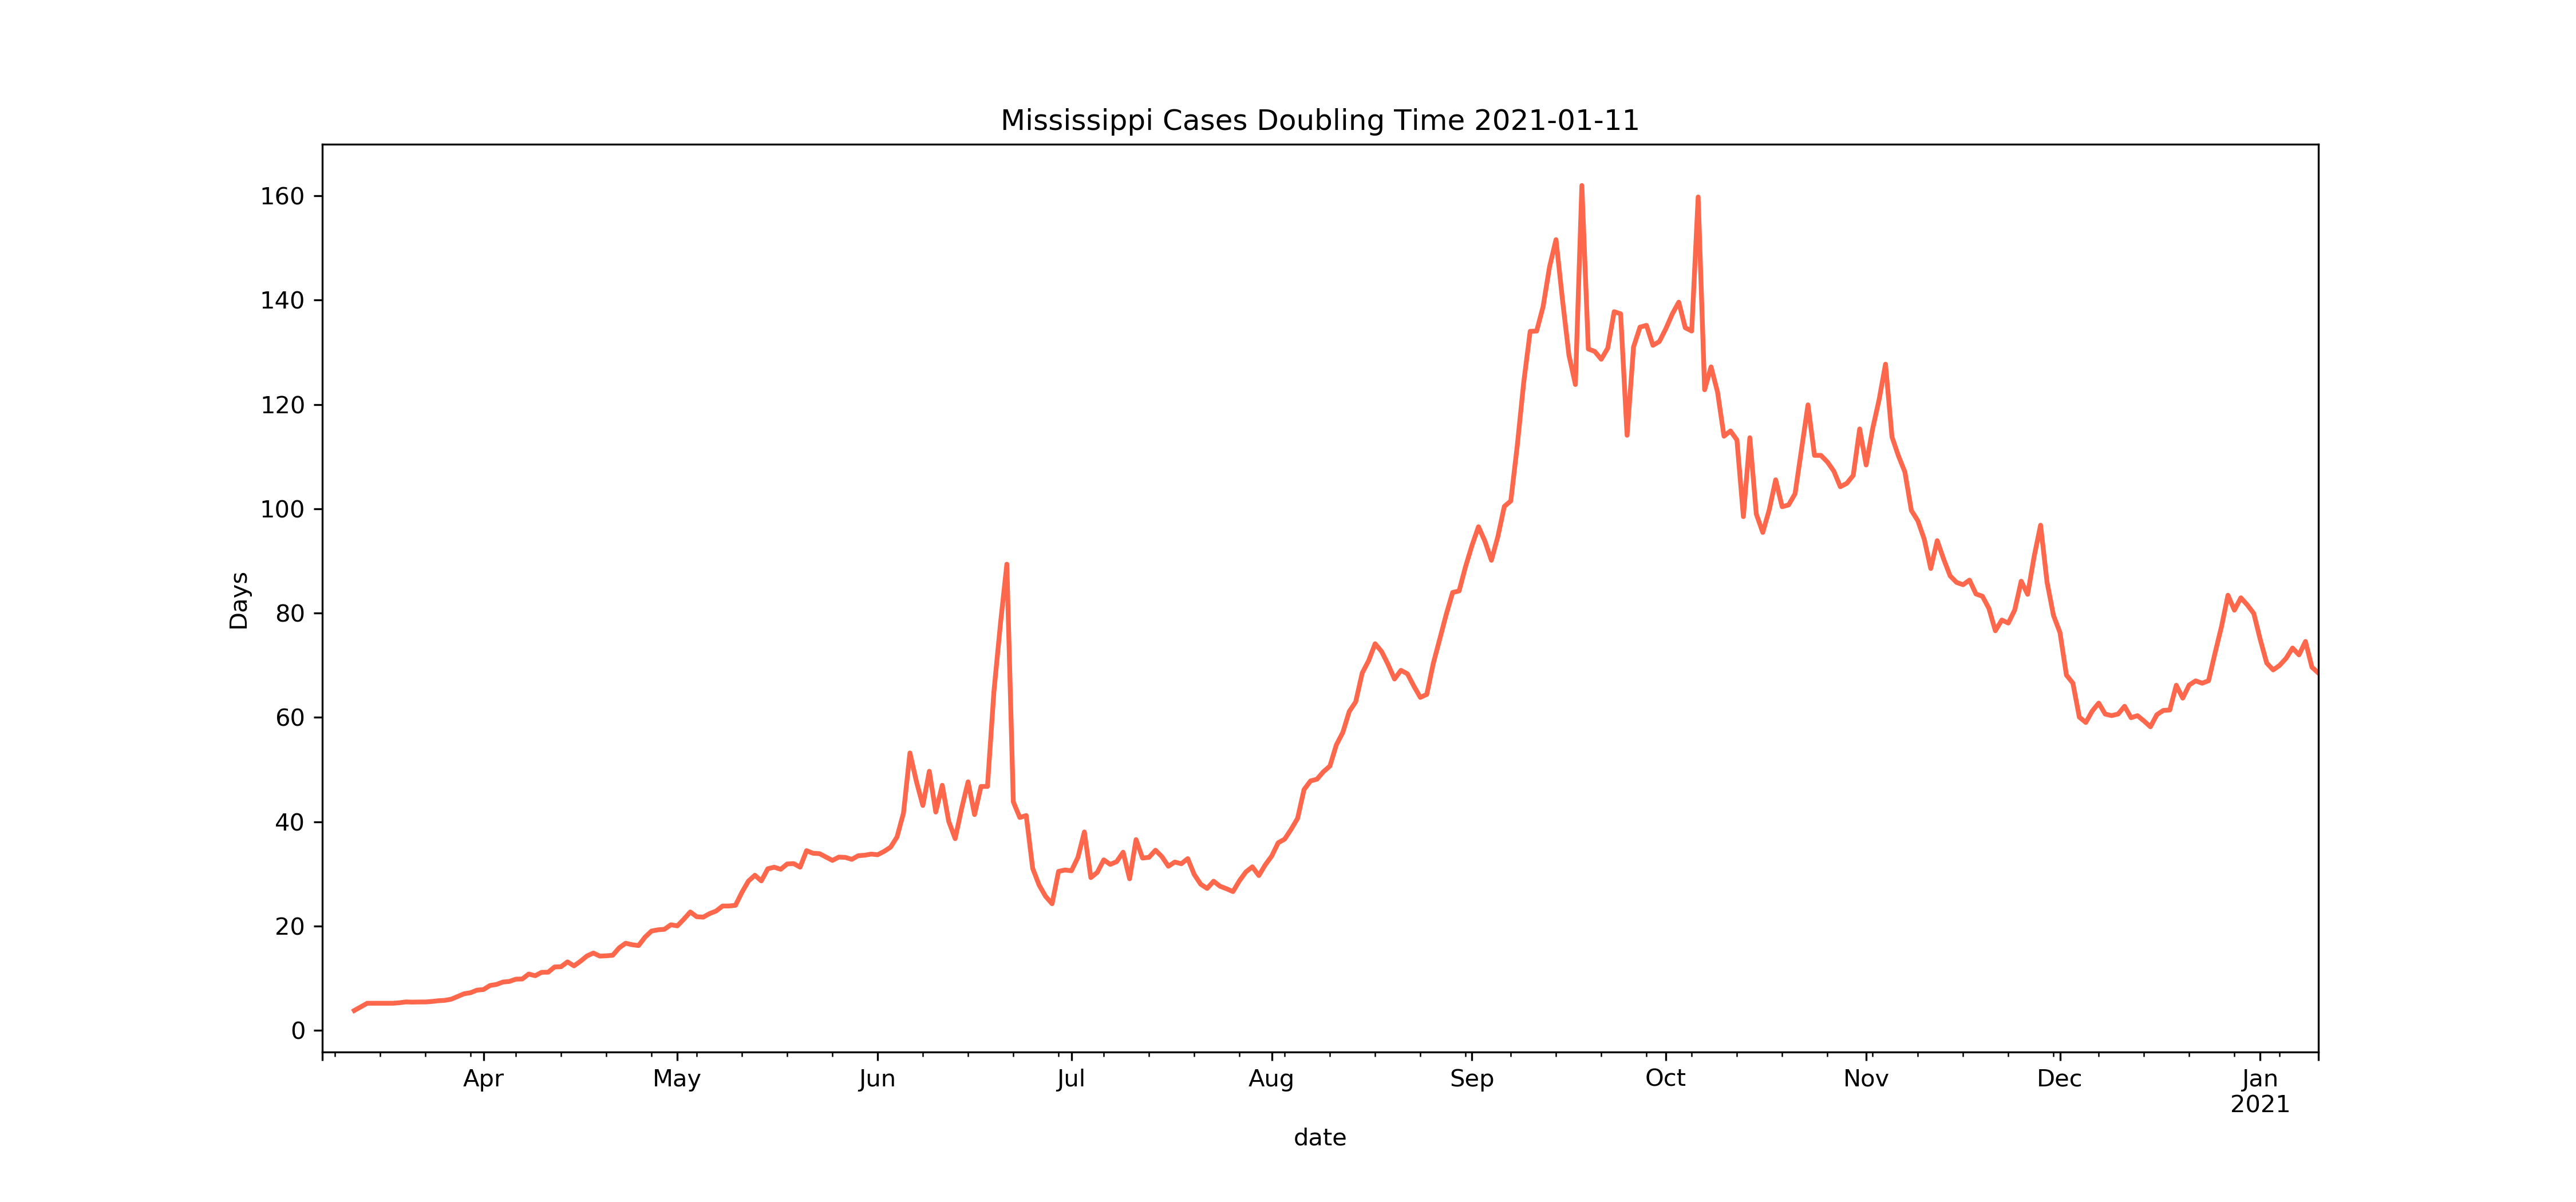 Mississippi Cases Doubling Time 2021-01-11
160
140
120
100
80
60
40
20
0
Days
Apr May Jun Jul Aug Sep Oct Nov Dec Jan
2021
date